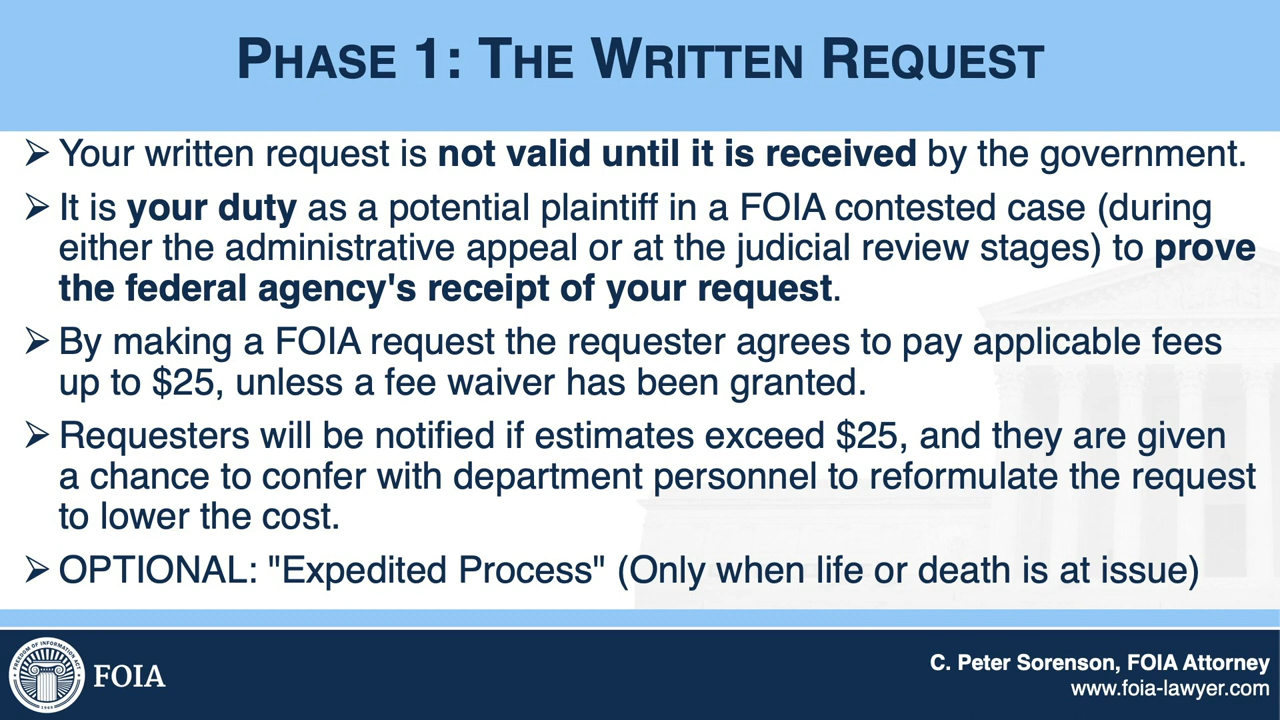 PHASE 1: THE WRITTEN REQUEST
➢ Your written request is not valid until it is received by the government.
➢ It is your duty as a potential plaintiff in a FOIA contested case (during
either the administrative appeal or at the judicial review stages) to prove
the federal agency's receipt of your request.
➢ By making a FOIA request the requester agrees to pay applicable fees
up to $25, unless a fee waiver has been granted.
➢ Requesters will be notified if estimates exceed $25, and they are given
a chance to confer with department personnel to reformulate the request
to lower the cost.
➢ OPTIONAL: "Expedited Process" (Only when life or death is at issue)
FREEDOM OF INFORMATION ACT
1966
FOIA
C. Peter Sorenson, FOIA Attorney
www.foia-lawyer.com